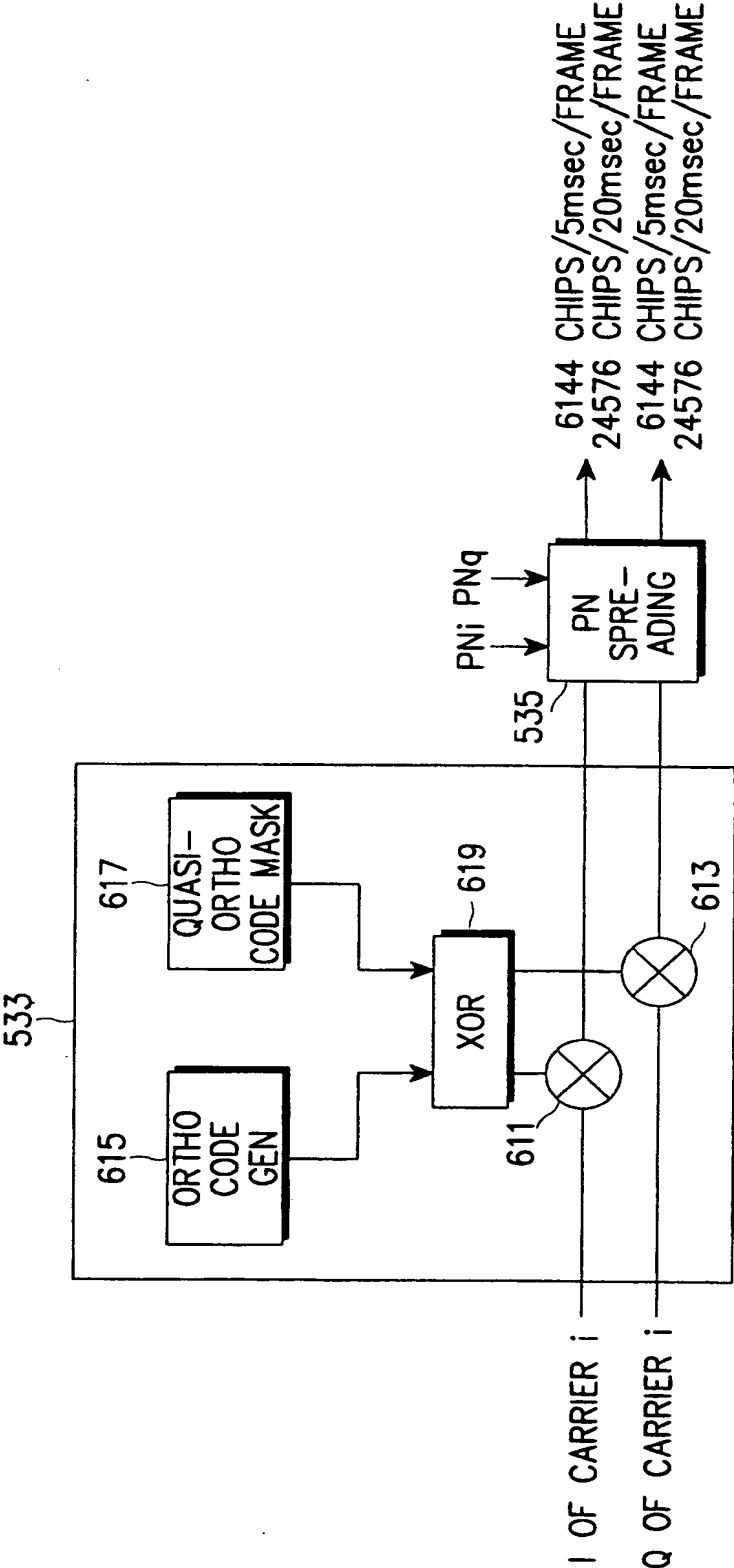 533
615
ORTHO
CODE
GEN
617
QUASI-
ORTHO
CODE MASK
XOR
619
611
613
I OF CARRIER i
Q OF CARRIER i
535
PNi PNq
PN
SPRE-
ADING
6144 CHIPS/5msec/FRAME
24576 CHIPS/20msec/FRAME
6144 CHIPS/5msec/FRAME
24576 CHIPS/20msec/FRAME